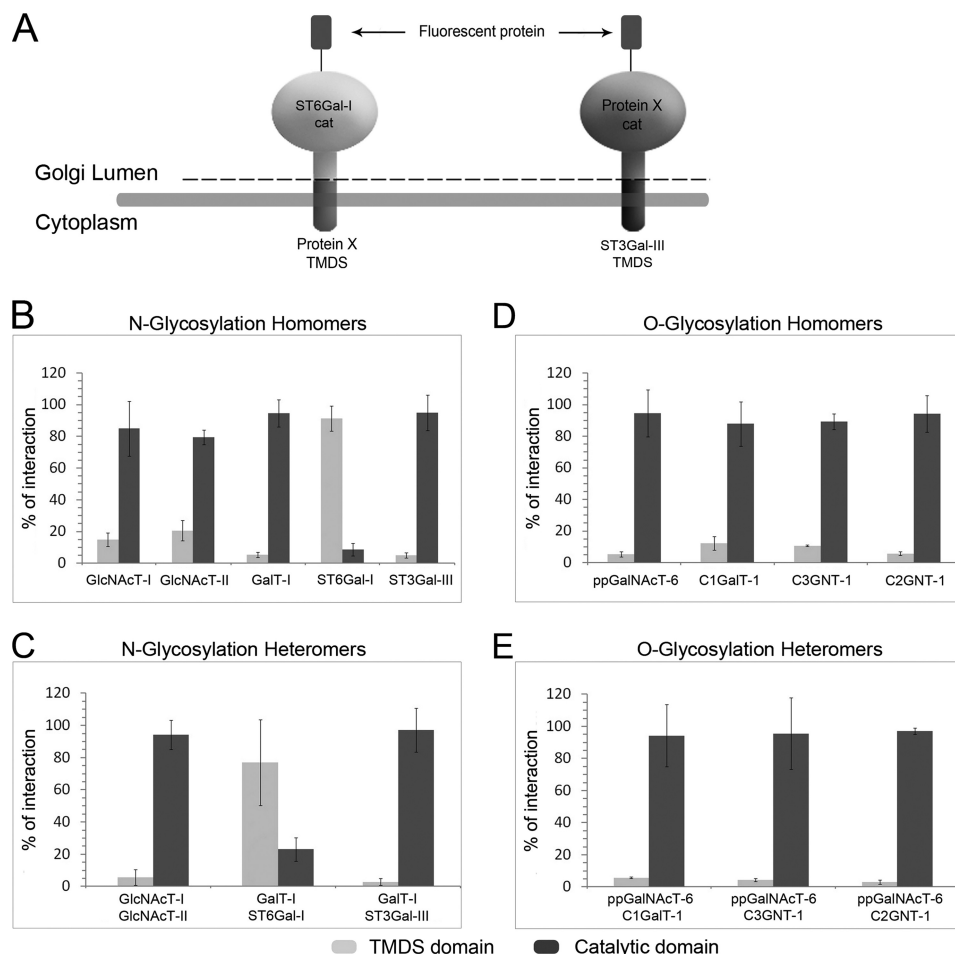 A
Fluorescent protein
ST6Gal-I
cat
Protein X
cat
Golgi Lumen
Cytoplasm
Protein X
TMDS
ST3Gal-III
TMDS
B
N-Glycosylation Homomers
% of interaction
120
100
80
60
40
20
0
GlcNAcT-I
GlcNAcT-II
GalT-I
ST6Gal-I
ST3Gal-III
D
O-Glycosylation Homomers
% of interaction
120
100
80
60
40
20
0
ppGalNAcT-6
C1GalT-1
C3GNT-1
C2GNT-1
C
N-Glycosylation Heteromers
% of interaction
120
100
80
60
40
20
0
GlcNAcT-I
GlcNAcT-II
GalT-I
ST6Gal-I
GalT-I
ST3Gal-III
E
O-Glycosylation Heteromers
% of interaction
120
100
80
60
40
20
0
ppGalNAcT-6
C1GalT-1
ppGalNAcT-6
C3GNT-1
ppGalNAcT-6
C2GNT-1
TMDS domain
Catalytic domain